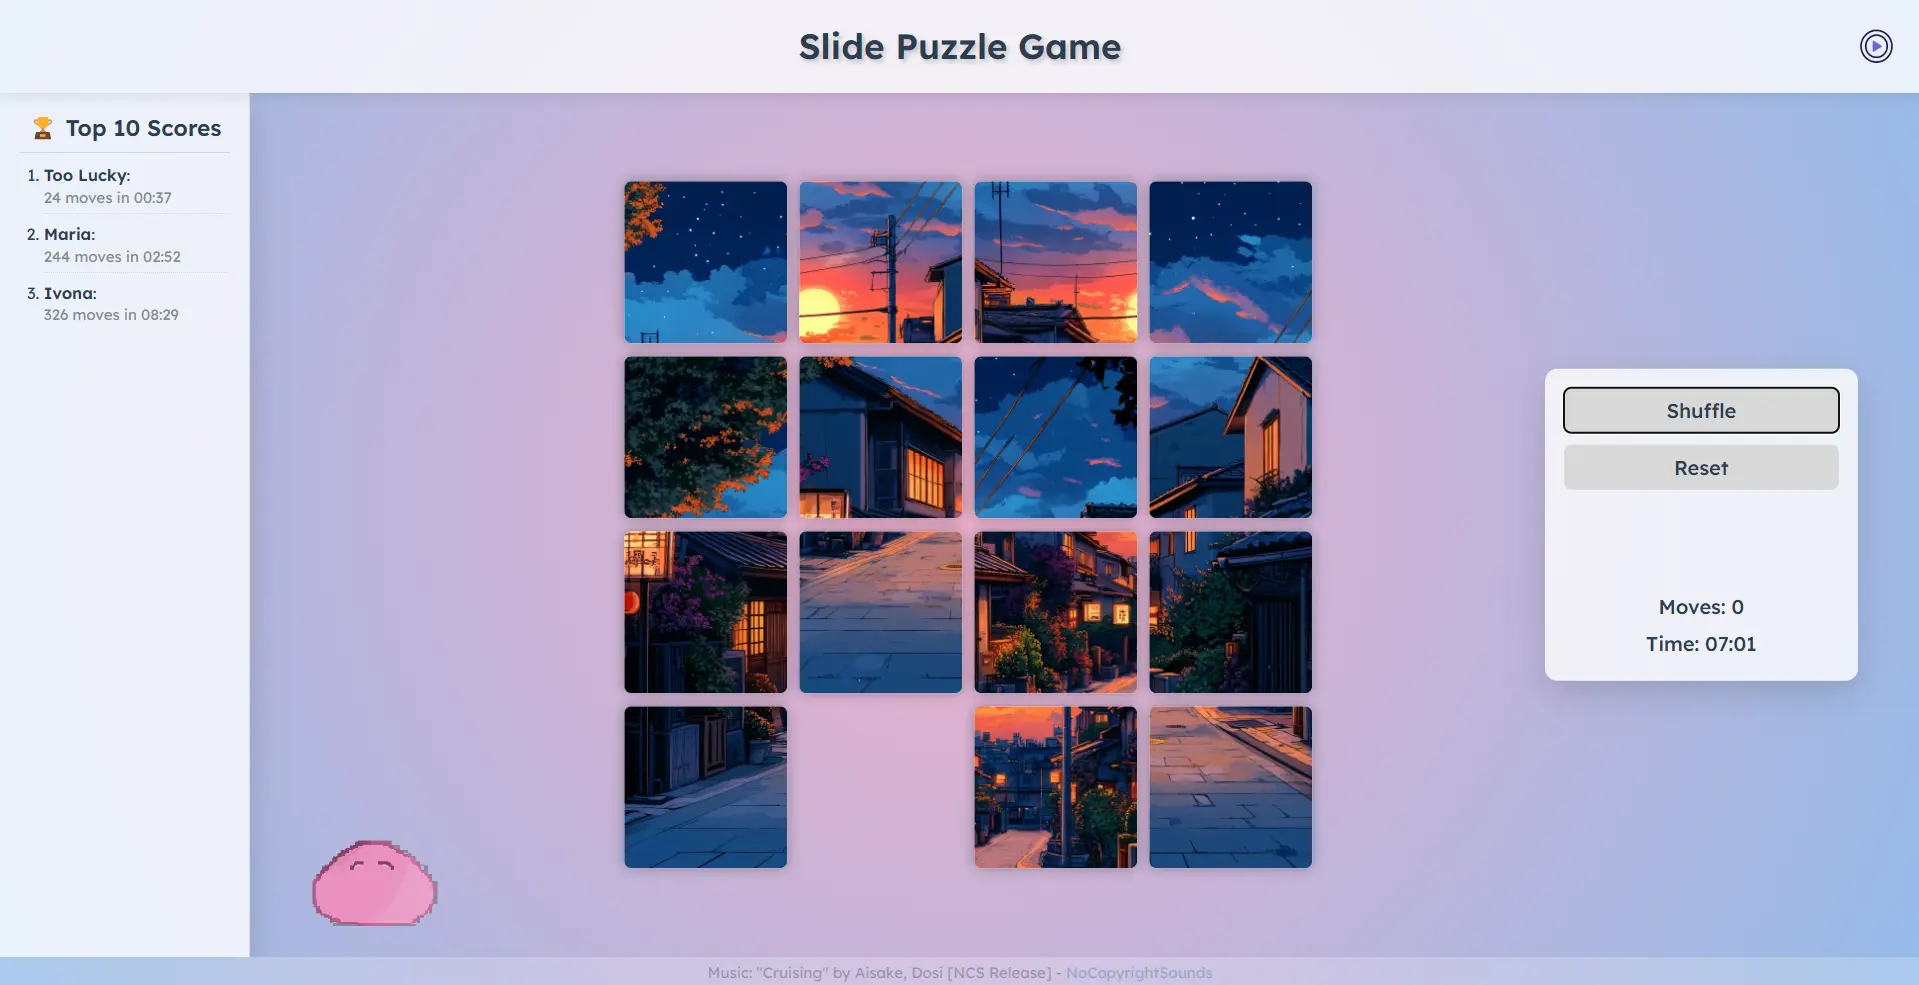 Slide Puzzle Game
🏆 Top 10 Scores
1. Too Lucky:
24 moves in 00:37
2. Maria:
244 moves in 02:52
3. Ivona:
326 moves in 08:29
Shuffle
Reset
Moves: 0
Time: 07:01
Music: "Cruising" by Aisake, Dosi [NCS Release] - NoCopyrightSounds